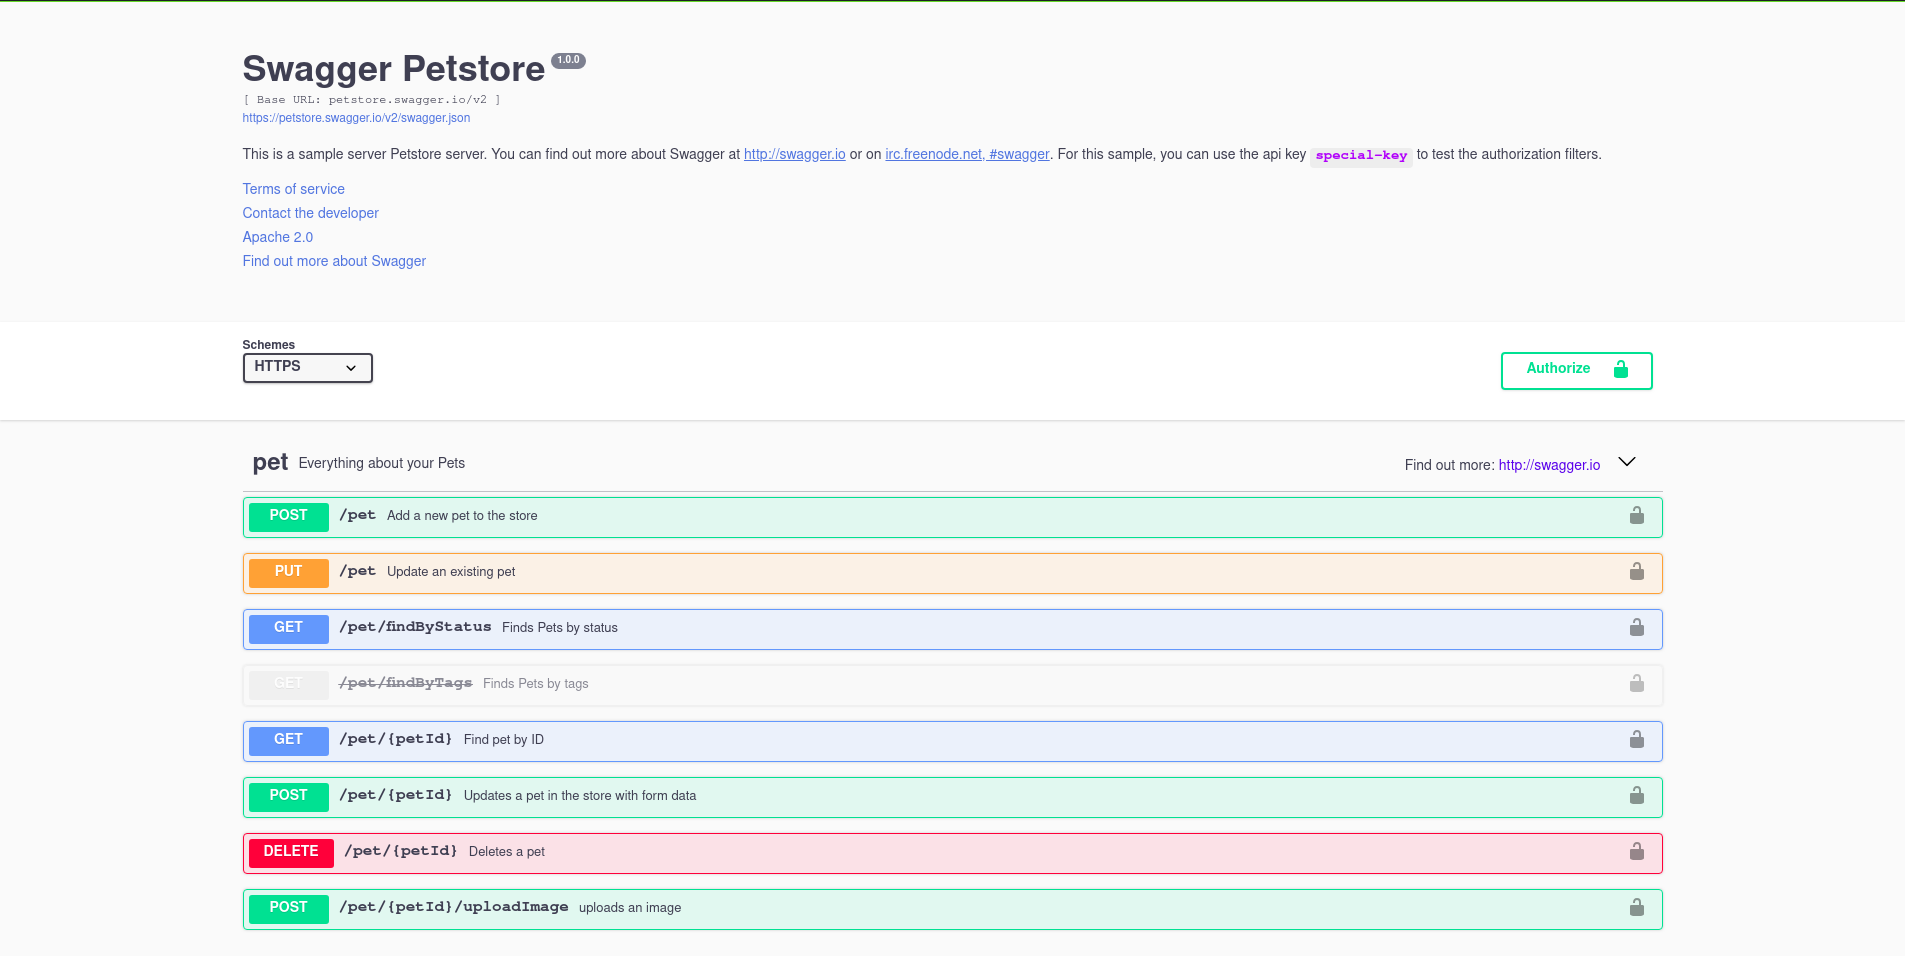 Swagger Petstore 1.0.0
[ Base URL: petstore.swagger.io/v2 ]
https://petstore.swagger.io/v2/swagger.json
This is a sample server Petstore server. You can find out more about Swagger at http://swagger.io or on irc.freenode.net, #swagger. For this sample, you can use the api key special-key to test the authorization filters.
Terms of service
Contact the developer
Apache 2.0
Find out more about Swagger
Schemes
HTTPS
Authorize
pet Everything about your Pets Find out more: http://swagger.io
POST /pet Add a new pet to the store
PUT /pet Update an existing pet
GET /pet/findByStatus Finds Pets by status
GET /pet/findByTags Finds Pets by tags
GET /pet/{petId} Find pet by ID
POST /pet/{petId} Updates a pet in the store with form data
DELETE /pet/{petId} Deletes a pet
POST /pet/{petId}/uploadImage uploads an image